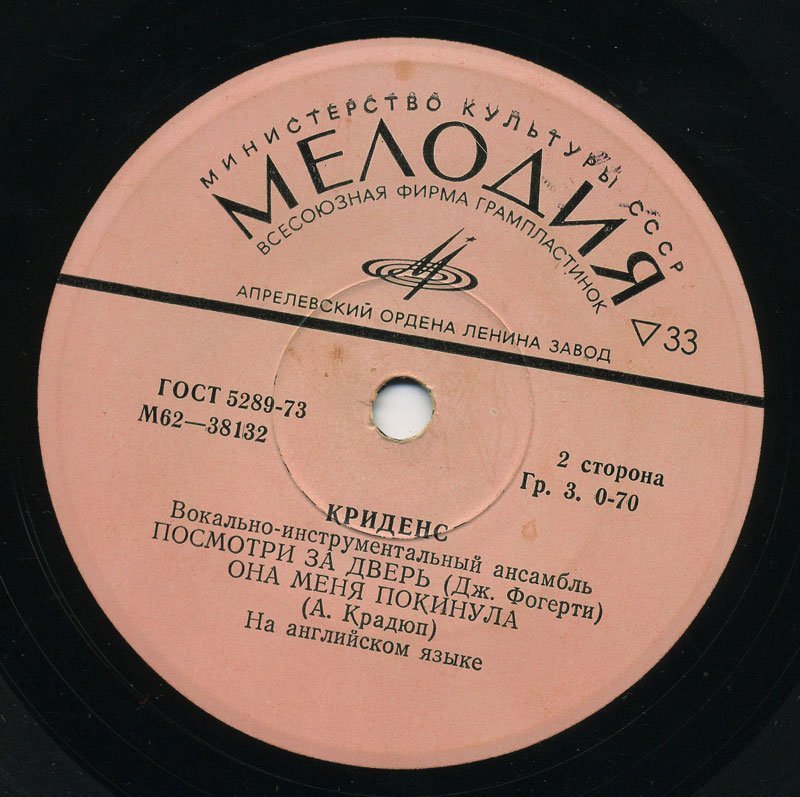 МИНИСТЕРСТВО КУЛЬТУРЫ СССР
МЕЛОДИЯ
ВСЕСОЮЗНАЯ ФИРМА ГРАМПЛАСТИНОК
АПРЕЛЕВСКИЙ ОРДЕНА ЛЕНИНА ЗАВОД
▽33
ГОСТ 5289-73
М62—38132
2 сторона
Гр. 3. 0-70
КРИДЕНС
Вокально-инструментальный ансамбль
ПОСМОТРИ ЗА ДВЕРЬ (Дж. Фогерти)
ОНА МЕНЯ ПОКИНУЛА
(А. Крадюп)
На английском языке